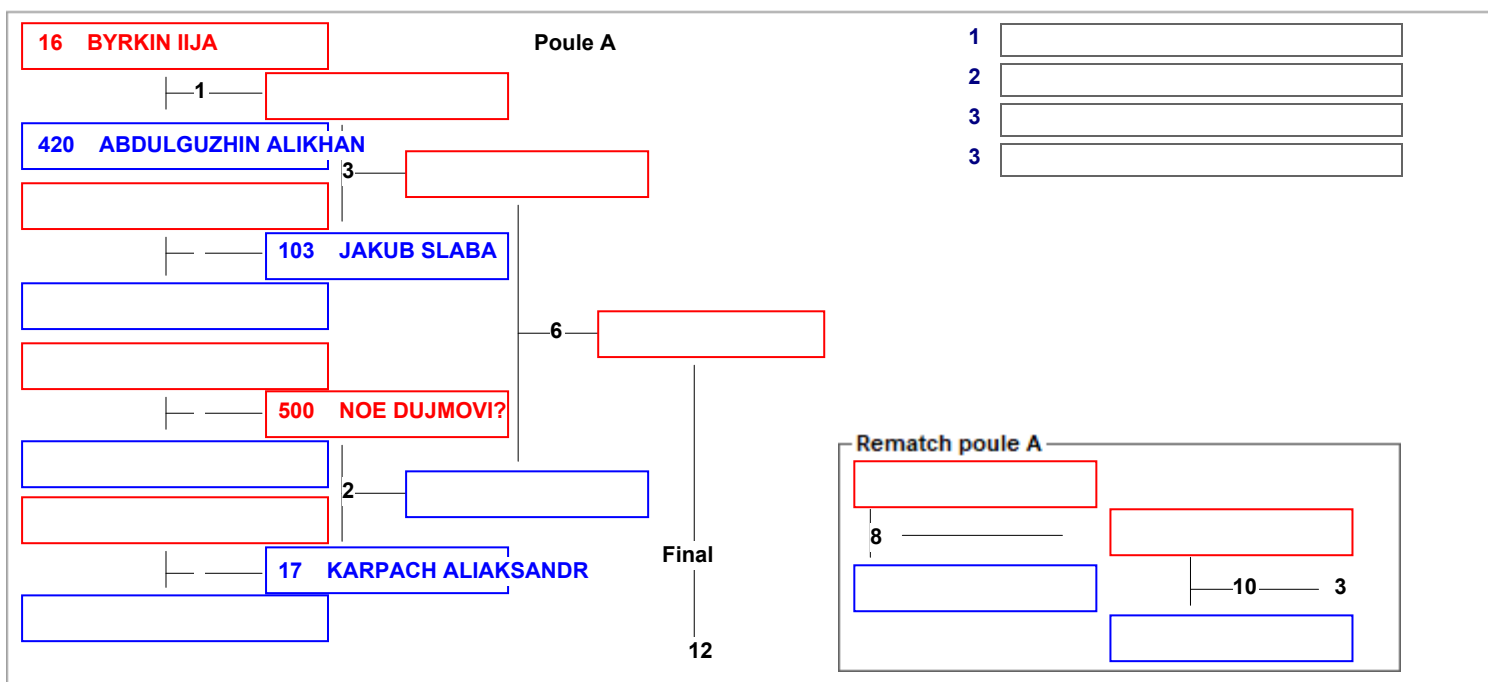 16 BYRKIN IIJA
Poule A
1
1
420 ABDULGUZHIN ALIKHAN
2
3
3
3
103 JAKUB SLABA
6
500 NOE DUJMOVI?
Rematch poule A
2
8
Final
17 KARPACH ALIAKSANDR
10 3
12